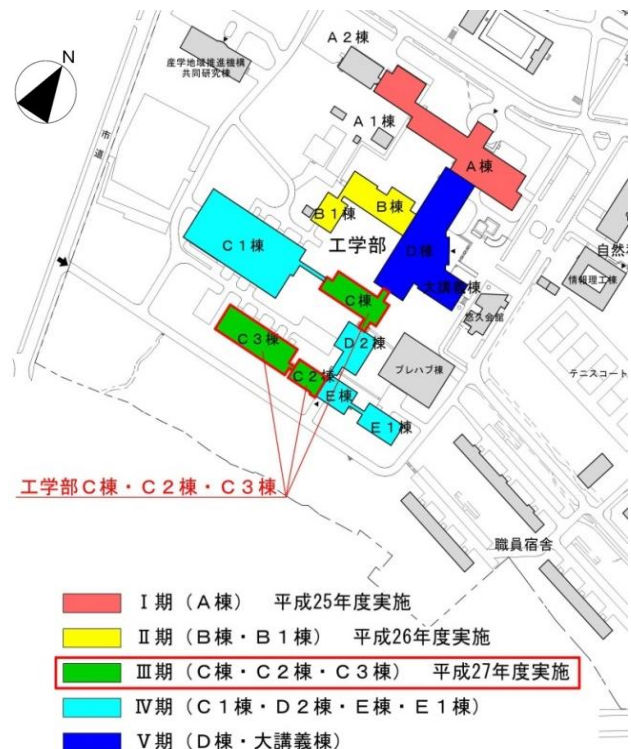 A2棟
N
産学地域推進機構
共同研究棟
市道
A1棟
A棟
B棟
B1棟
C1棟
工学部
D棟
自然
大講義棟
情報理工棟
C棟
悠久会館
C3棟
D2棟
プレハブ棟
C2棟
テニスコート
E棟
E1棟
工学部C棟・C2棟・C3棟
職員宿舎
Ⅰ期(A棟) 平成25年度実施
Ⅱ期(B棟・B1棟) 平成26年度実施
Ⅲ期(C棟・C2棟・C3棟) 平成27年度実施
Ⅳ期(C1棟・D2棟・E棟・E1棟)
Ⅴ期(D棟・大講義棟)